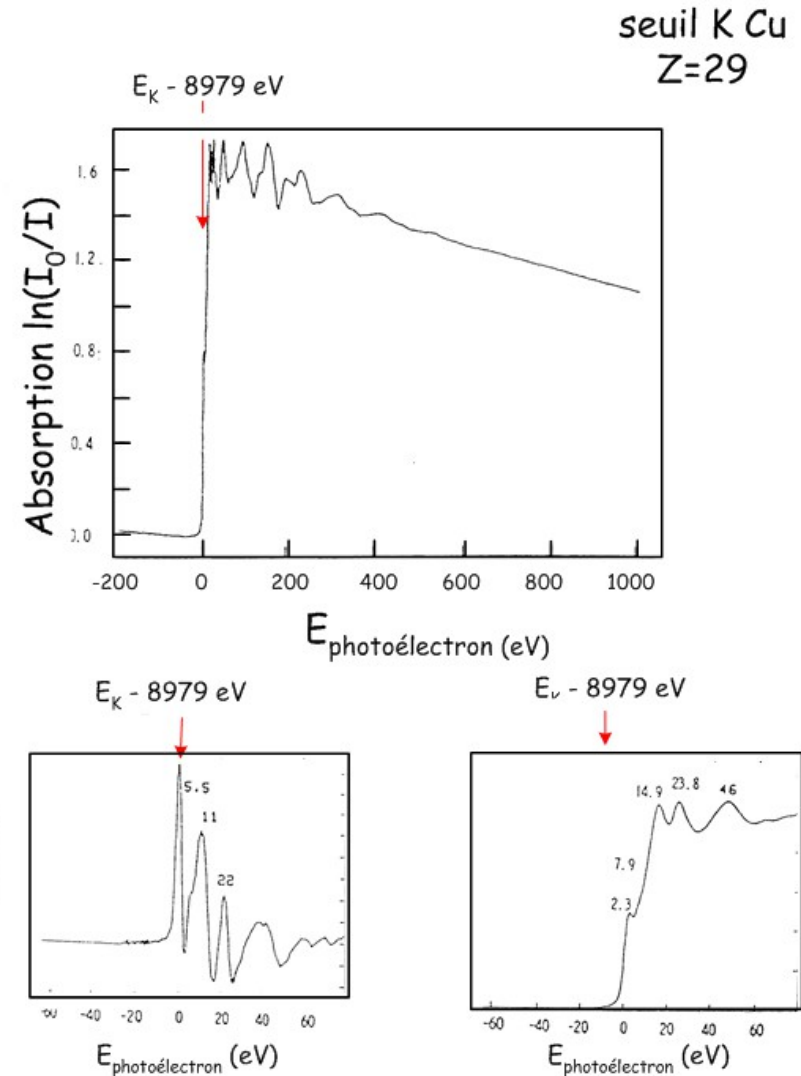 seuil K Cu
Z=29
E_K - 8979 eV
1.6
1.2
0.8
0.4
0.0
Absorption ln(I₀/I)
-200 0 200 400 600 800 1000
E_photoélectron (eV)
E_K - 8979 eV
5.5
11
22
-40 -20 0 20 40 60
E_photoélectron (eV)
- 8979 eV
14.9 23.8 46
7.9
2.3
-60 -40 -20 0 20 40 60
E_photoélectron (eV)